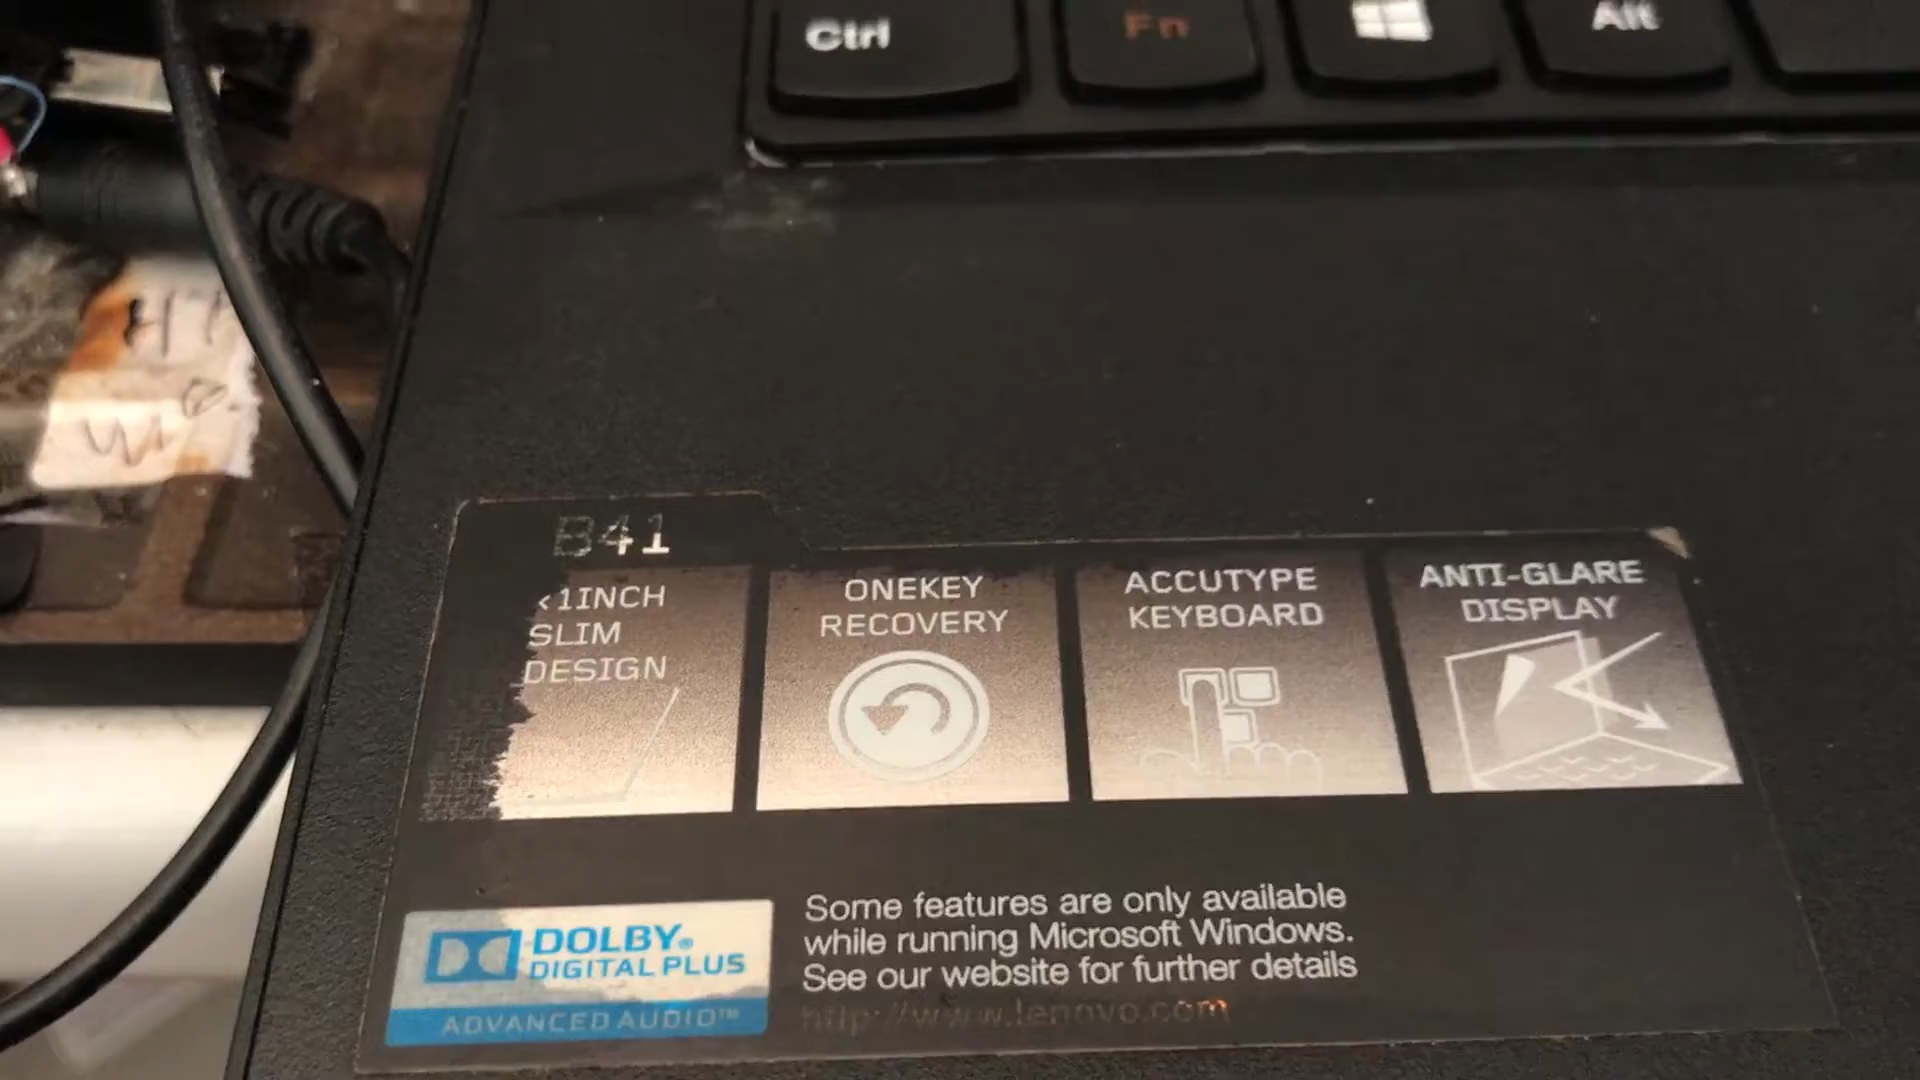 Ctrl
Fn
Alt
B41
<1INCH
SLIM
DESIGN
ONEKEY
RECOVERY
ACCUTYPE
KEYBOARD
ANTI-GLARE
DISPLAY
DOLBY®
DIGITAL PLUS
ADVANCED AUDIO™
Some features are only available
while running Microsoft Windows.
See our website for further details
http://www.lenovo.com